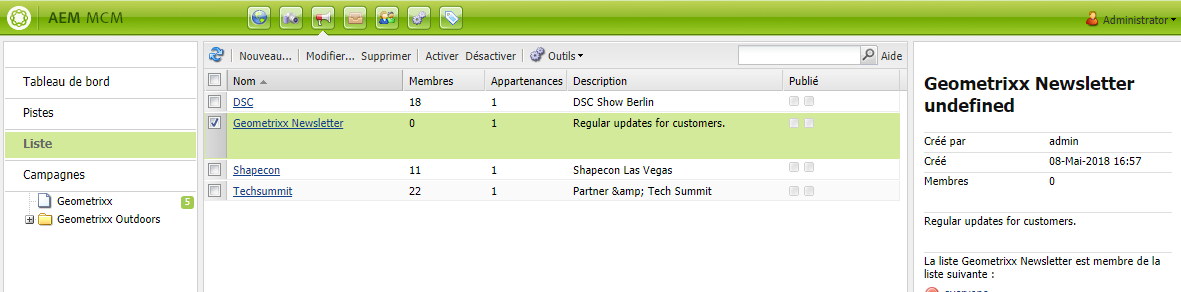 AEM MCM
Administrator
Tableau de bord
Pistes
Liste
Campagnes
Geometrixx 5
Geometrixx Outdoors
Nouveau... Modifier... Supprimer Activer Désactiver Outils Aide
Nom Membres Appartenances Description Publié
DSC 18 1 DSC Show Berlin
Geometrixx Newsletter 0 1 Regular updates for customers.
Shapecon 11 1 Shapecon Las Vegas
Techsummit 22 1 Partner &amp; Tech Summit
Geometrixx Newsletter
undefined
Créé par admin
Créé 08-Mai-2018 16:57
Membres 0
Regular updates for customers.
La liste Geometrixx Newsletter est membre de la
liste suivante :